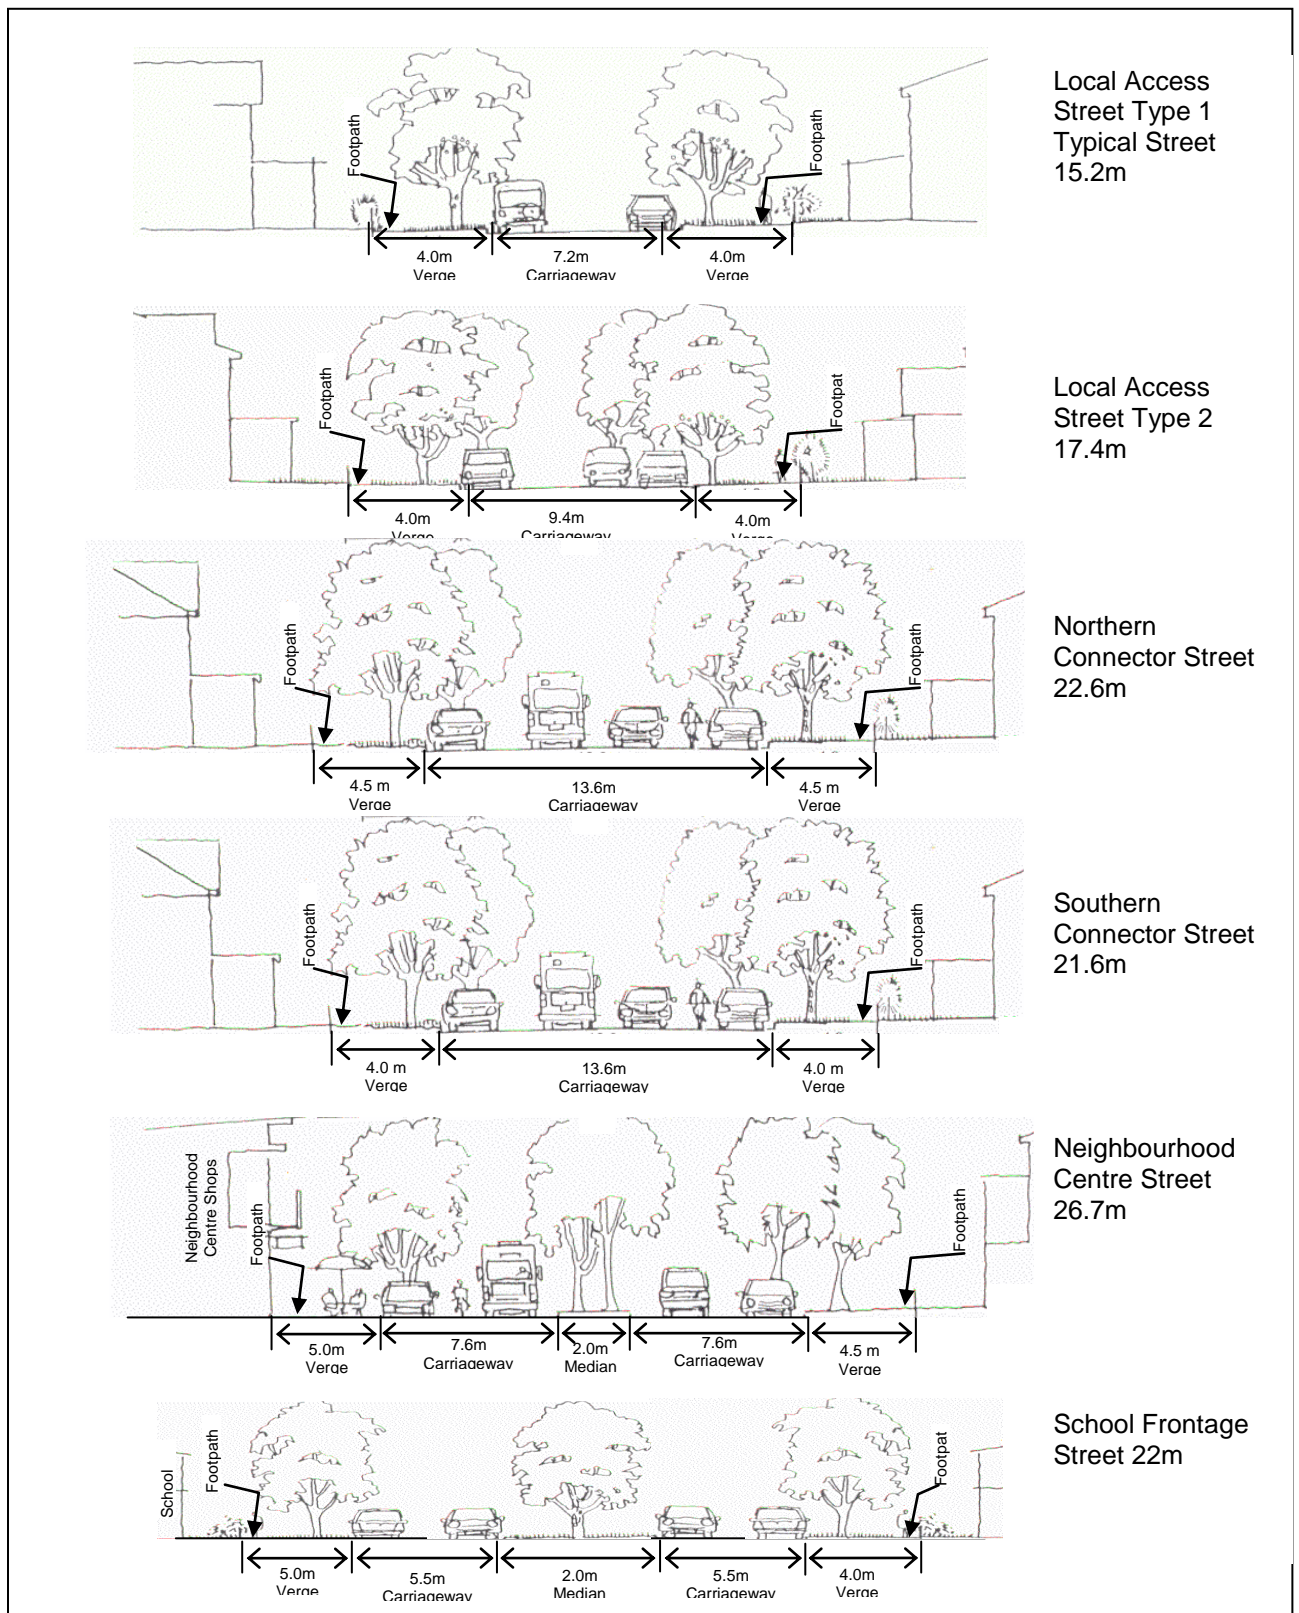 Local Access
Street Type 1
Typical Street
15.2m
Footpath
Footpath
4.0m
Verge
7.2m
Carriageway
4.0m
Verge
Local Access
Street Type 2
17.4m
Footpath
Footpat
4.0m
Verge
9.4m
Carriageway
4.0m
Verge
Northern
Connector Street
22.6m
Footpath
Footpath
4.5 m
Verge
13.6m
Carriageway
4.5 m
Verge
Southern
Connector Street
21.6m
Footpath
Footpath
4.0 m
Verge
13.6m
Carriageway
4.0 m
Verge
Neighbourhood
Centre Street
26.7m
Neighbourhood
Centre Shops
Footpath
Footpath
5.0m
Verge
7.6m
Carriageway
2.0m
Median
7.6m
Carriageway
4.5 m
Verge
School Frontage
Street 22m
School
Footpath
Footpat
5.0m
Verge
5.5m
Carriageway
2.0m
Median
5.5m
Carriageway
4.0m
Verge